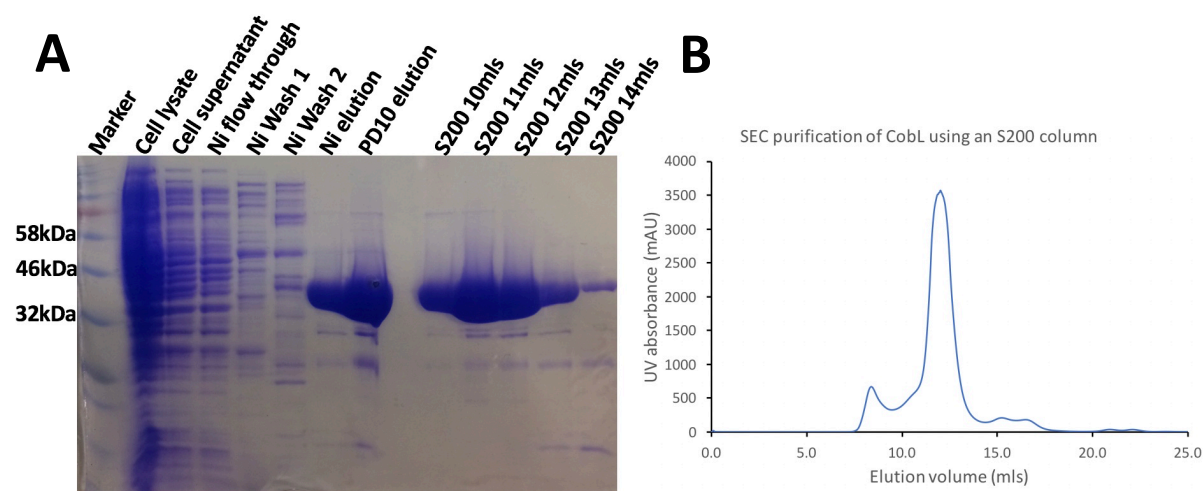 A
Marker
Cell lysate
Cell supernatant
Ni flow through
Ni Wash 1
Ni Wash 2
Ni elution
PD10 elution
S200 10mls
S200 11mls
S200 12mls
S200 13mls
S200 14mls
58kDa
46kDa
32kDa
B
SEC purification of CobL using an S200 column
UV absorbance (mAU)
4000
3500
3000
2500
2000
1500
1000
500
0
0.0 5.0 10.0 15.0 20.0 25.0
Elution volume (mls)